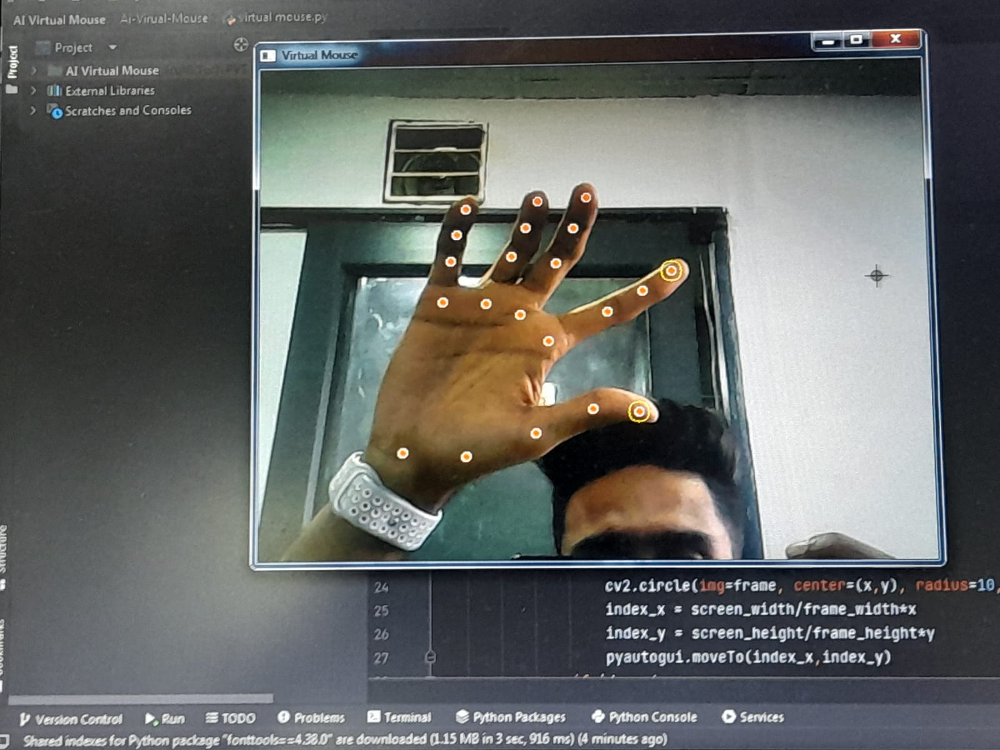 AI Virtual Mouse Ai-Virual-Mouse virtual mouse.py
Project
Project
Virtual Mouse
AI Virtual Mouse
External Libraries
Scratches and Consoles
Structure
24 cv2.circle(img=frame, center=(x,y), radius=10,
25 index_x = screen_width/frame_width*x
26 index_y = screen_height/frame_height*y
27 pyautogui.moveTo(index_x,index_y)
Version Control Run TODO Problems Terminal Python Packages Python Console Services
Shared indexes for Python package "fonttools==4.38.0" are downloaded (1.15 MB in 3 sec, 916 ms) (4 minutes ago)